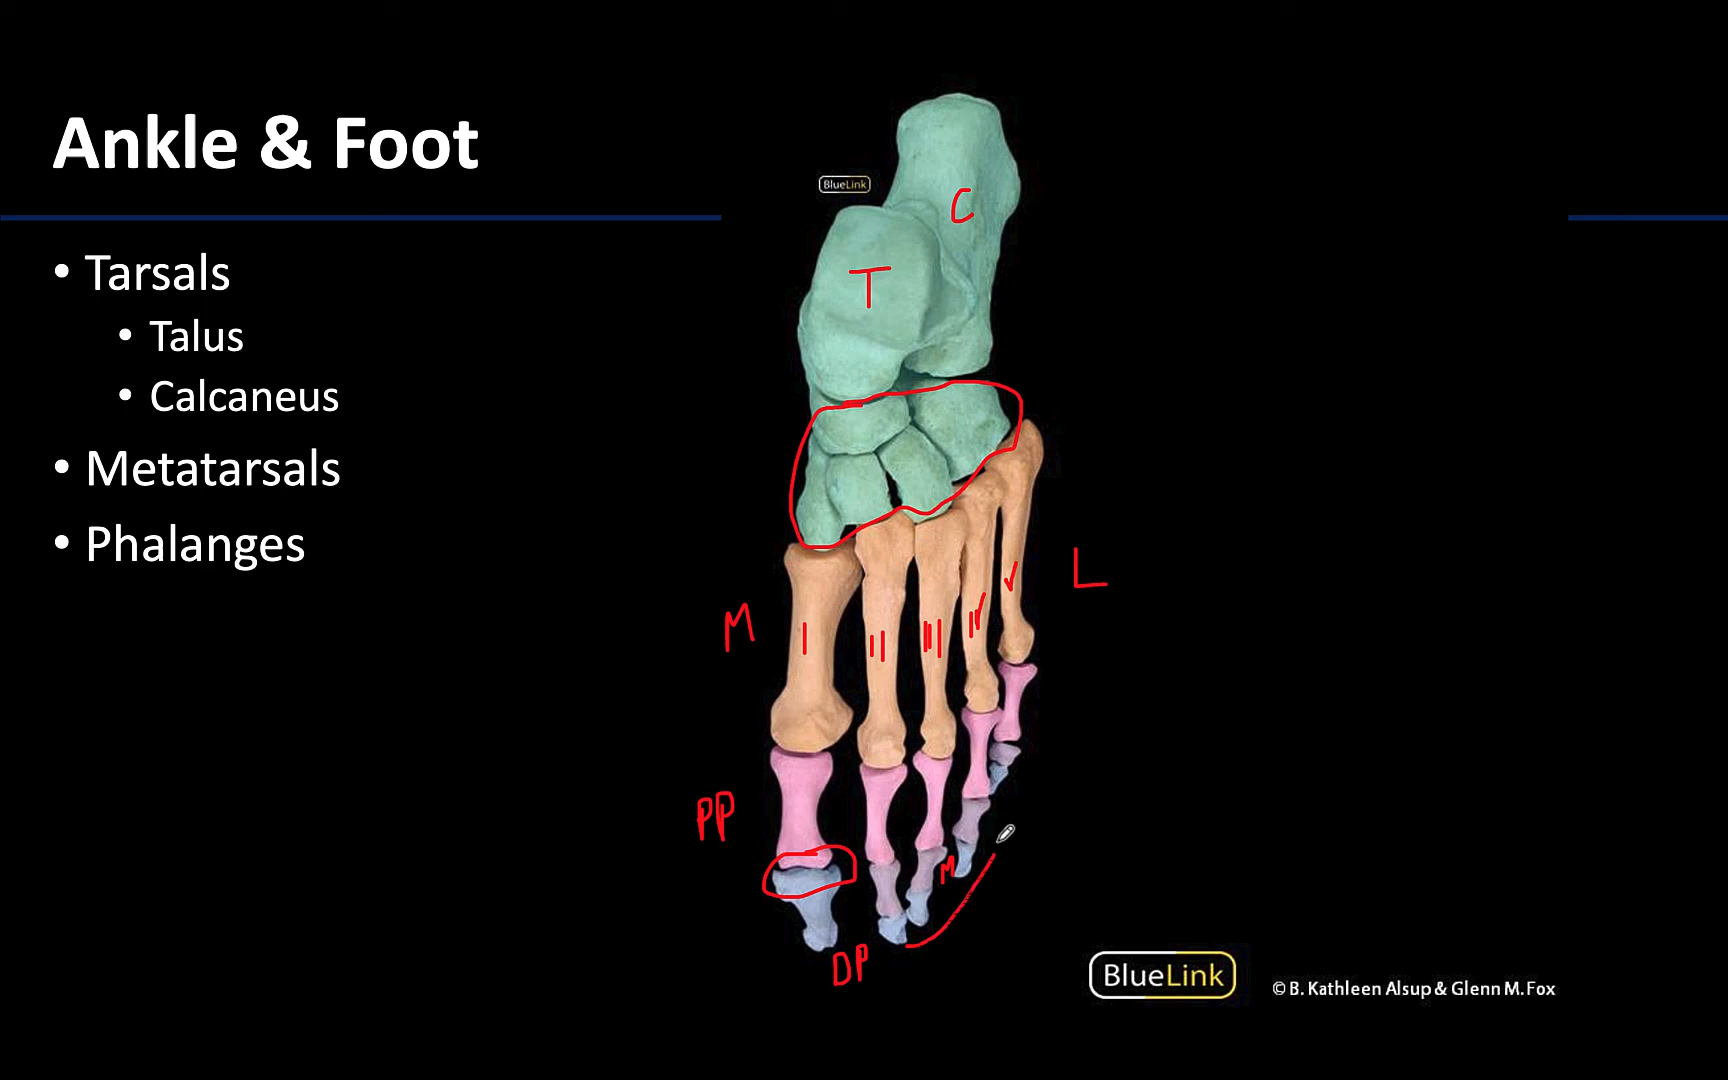 Ankle & Foot
• Tarsals
• Talus
• Calcaneus
• Metatarsals
• Phalanges
BlueLink
C
T
L
M
I
II
III
IV
V
PP
M
DP
BlueLink
© B. Kathleen Alsup & Glenn M. Fox